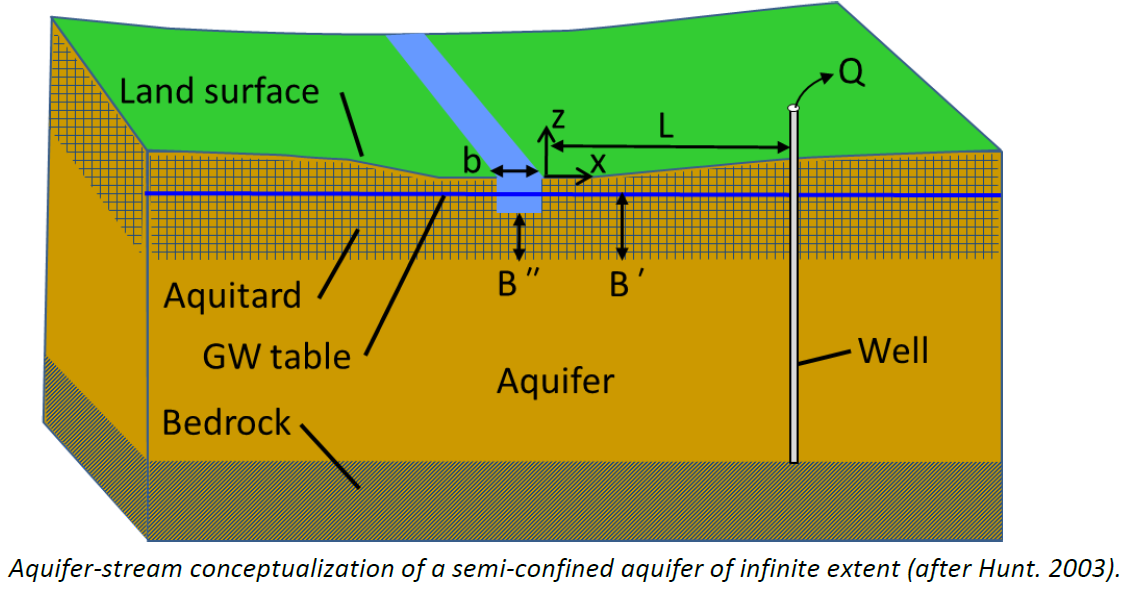 Q
Land surface
z
L
b
x
B″
B′
Aquitard
GW table
Well
Aquifer
Bedrock
Aquifer-stream conceptualization of a semi-confined aquifer of infinite extent (after Hunt. 2003).